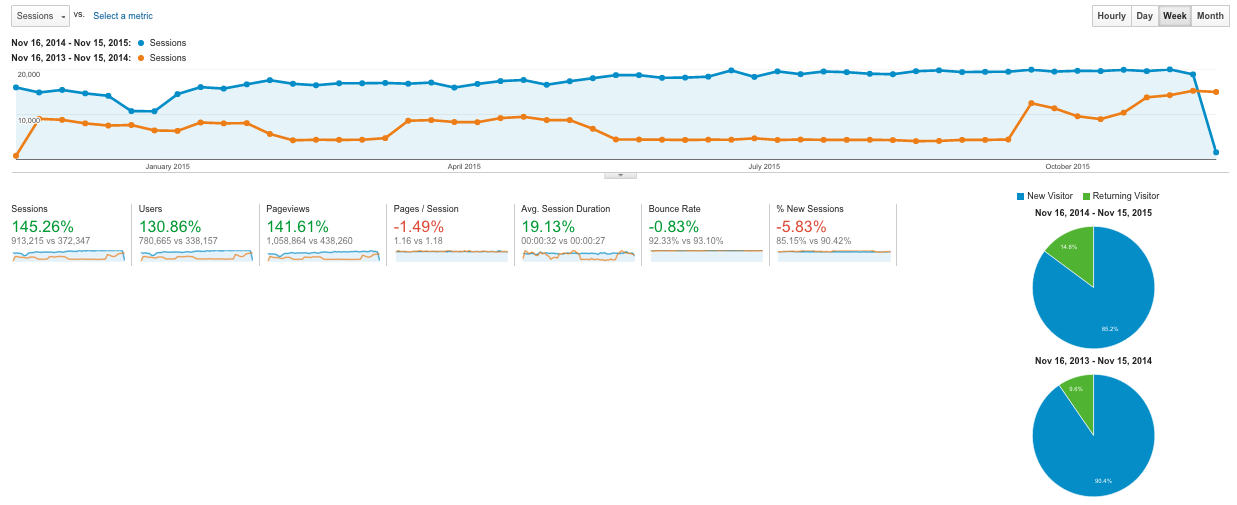 Sessions vs. Select a metric
Hourly Day Week Month
Nov 16, 2014 - Nov 15, 2015: Sessions
Nov 16, 2013 - Nov 15, 2014: Sessions
20,000
10,000
January 2015 April 2015 July 2015 October 2015
Sessions
145.26%
913,215 vs 372,347
Users
130.86%
780,665 vs 338,157
Pageviews
141.61%
1,058,864 vs 438,260
Pages / Session
-1.49%
1.16 vs 1.18
Avg. Session Duration
19.13%
00:00:32 vs 00:00:27
Bounce Rate
-0.83%
92.33% vs 93.10%
% New Sessions
-5.83%
85.15% vs 90.42%
New Visitor Returning Visitor
Nov 16, 2014 - Nov 15, 2015
14.8%
85.2%
Nov 16, 2013 - Nov 15, 2014
9.6%
90.4%